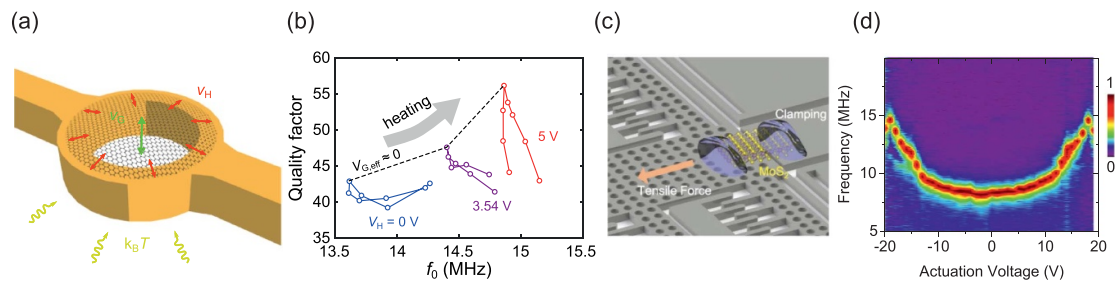 (a)
V_H
V_G
k_B T
(b)
Quality factor
60
55
50
45
40
35
heating
V_G,eff ≈ 0
5 V
3.54 V
V_H = 0 V
13.5
14
14.5
15
15.5
f_0 (MHz)
(c)
Clamping
MoS_2
Tensile Force
(d)
Frequency (MHz)
20
15
10
5
-20
-10
0
10
20
Actuation Voltage (V)
1
0